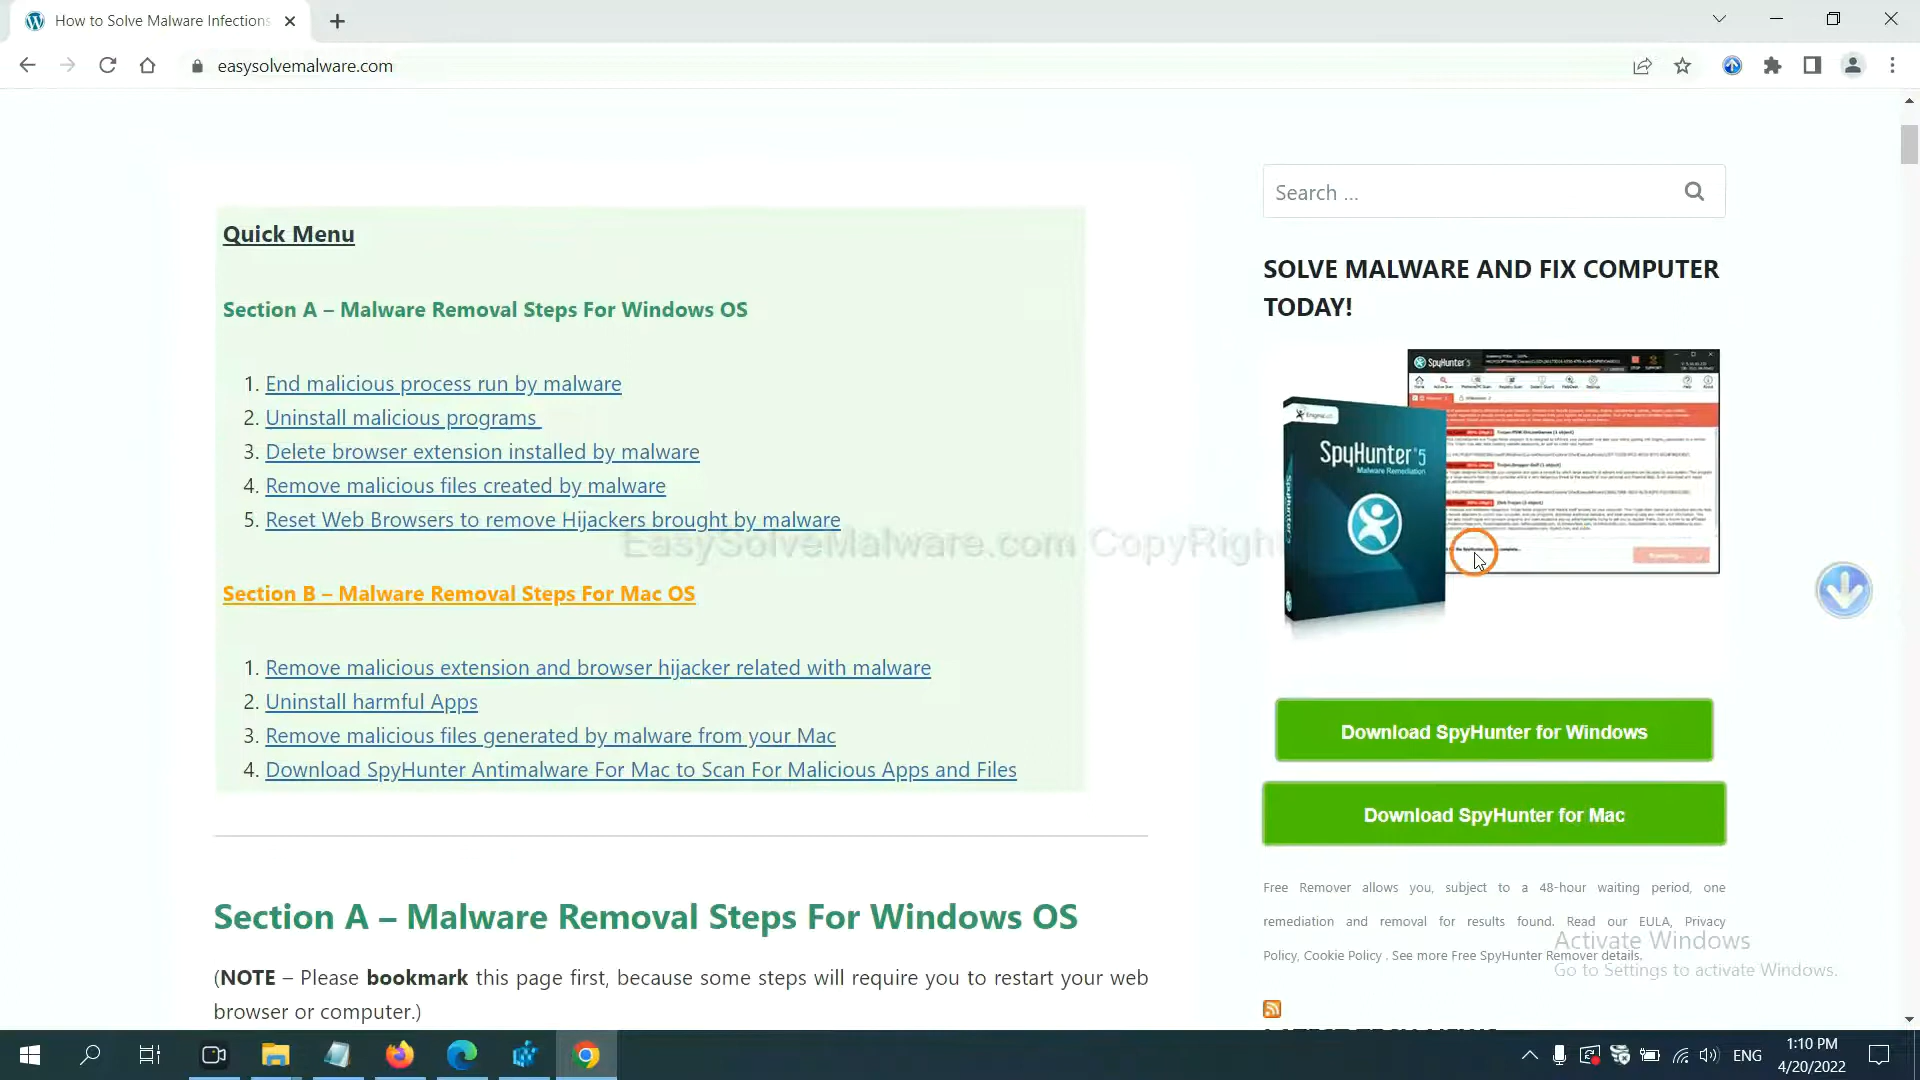 How to Solve Malware Infections
easysolvemalware.com
Search ...
Quick Menu
SOLVE MALWARE AND FIX COMPUTER
TODAY!
Section A – Malware Removal Steps For Windows OS
1. End malicious process run by malware
2. Uninstall malicious programs
3. Delete browser extension installed by malware
4. Remove malicious files created by malware
5. Reset Web Browsers to remove Hijackers brought by malware
EasySolveMalware.com CopyRigh
SpyHunter 5
SpyHunter 5
Malware Remediation
Section B – Malware Removal Steps For Mac OS
1. Remove malicious extension and browser hijacker related with malware
2. Uninstall harmful Apps
3. Remove malicious files generated by malware from your Mac
4. Download SpyHunter Antimalware For Mac to Scan For Malicious Apps and Files
Download SpyHunter for Windows
Download SpyHunter for Mac
Free Remover allows you, subject to a 48-hour waiting period, one
remediation and removal for results found. Read our EULA, Privacy
Policy, Cookie Policy . See more Free SpyHunter Remover details.
Activate Windows
Go to Settings to activate Windows.
Section A – Malware Removal Steps For Windows OS
(NOTE – Please bookmark this page first, because some steps will require you to restart your web
browser or computer.)
ENG
1:10 PM
4/20/2022